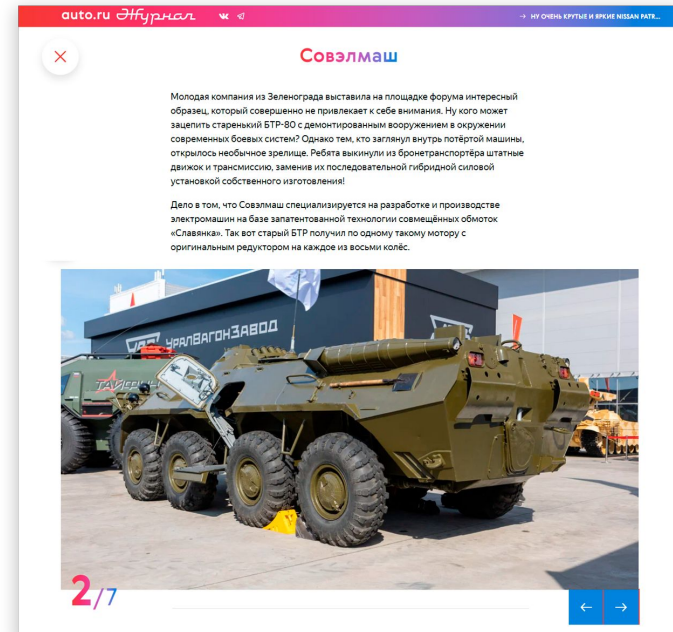 auto.ru Журнал
→ НУ ОЧЕНЬ КРУТЫЕ И ЯРКИЕ NISSAN PATR...
Совэлмаш
Молодая компания из Зеленограда выставила на площадке форума интересный
образец, который совершенно не привлекает к себе внимания. Ну кого может
зацепить старенький БТР-80 с демонтированным вооружением в окружении
современных боевых систем? Однако тем, кто заглянул внутрь потёртой машины,
открылось необычное зрелище. Ребята выкинули из бронетранспортёра штатные
движок и трансмиссию, заменив их последовательной гибридной силовой
установкой собственного изготовления!
Дело в том, что Совэлмаш специализируется на разработке и производстве
электромашин на базе запатентованной технологии совмещённых обмоток
«Славянка». Так вот старый БТР получил по одному такому мотору с
оригинальным редуктором на каждое из восьми колёс.
УРАЛВАГОНЗАВОД
ТАЙФУН
2/7
← →